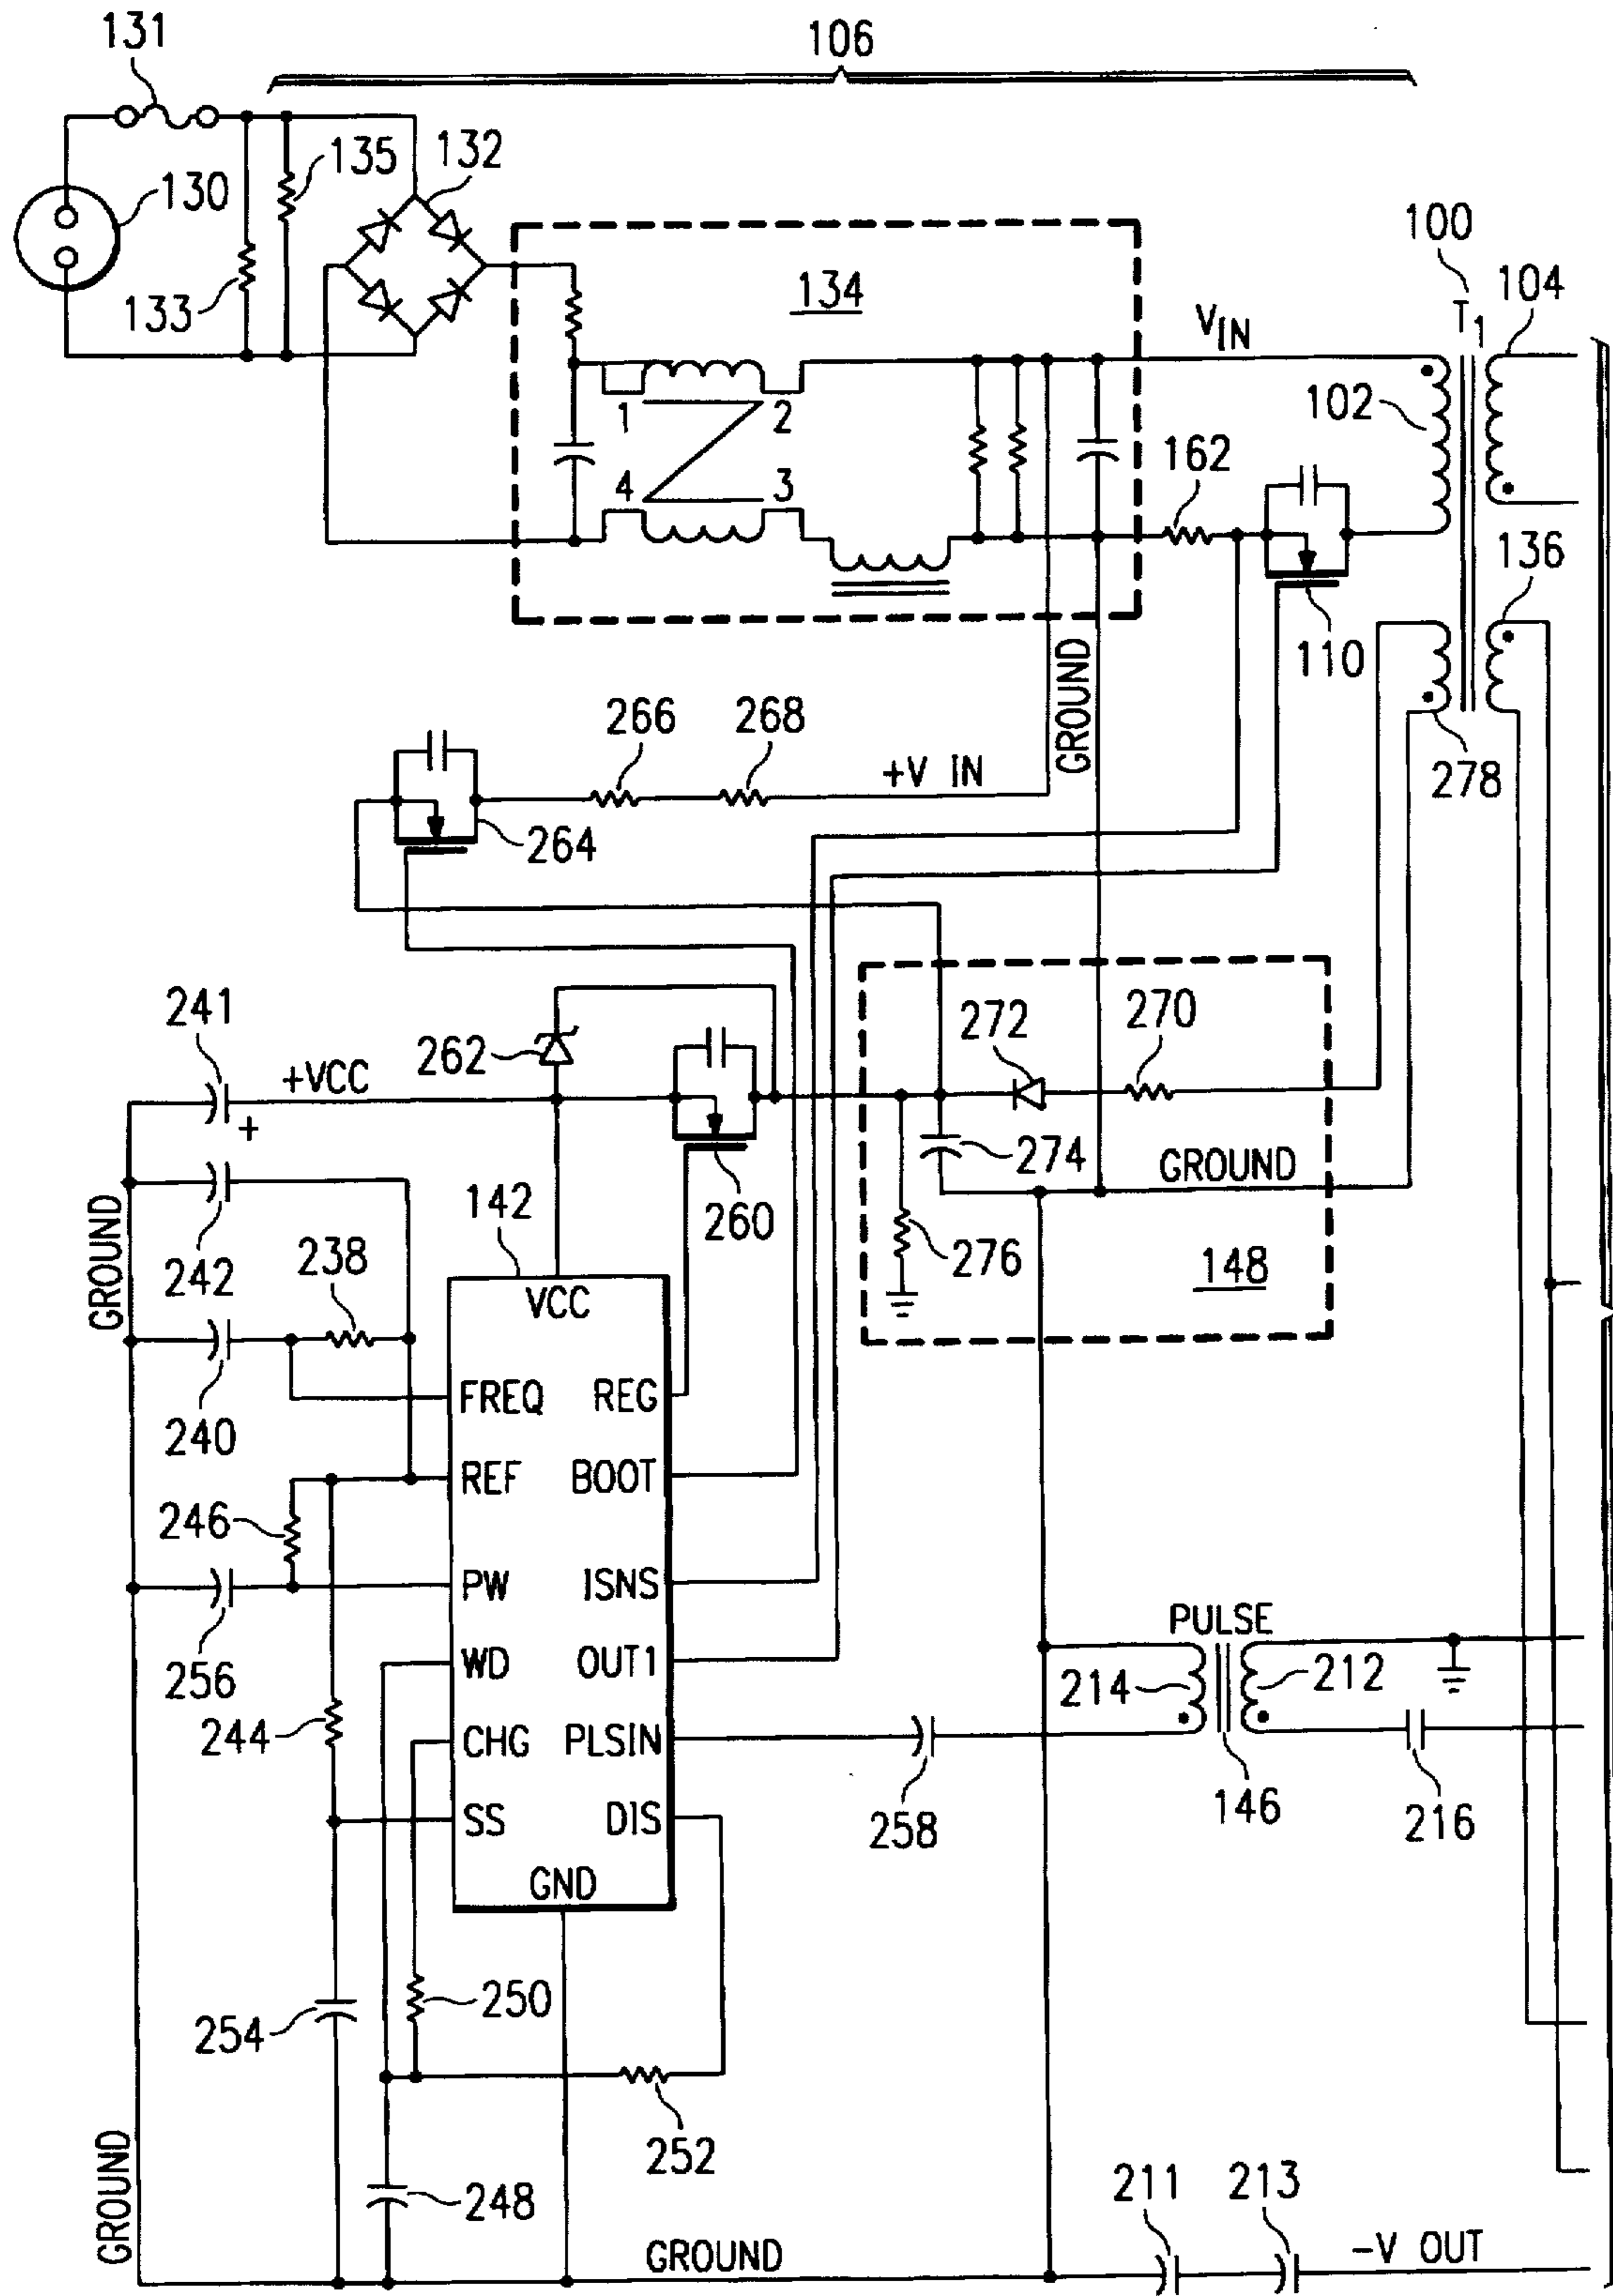 131
106
135
132
130
133
100
104
134
V IN
T 1
102
1
2
4
3
162
136
110
GROUND
266
268
+V IN
278
264
241
+VCC
262
272
270
+
274
GROUND
142
260
242
238
276
148
GROUND
VCC
240
FREQ
REG
REF
BOOT
246
PW
ISNS
PULSE
256
WD
OUT1
214
212
244
CHG
PLSIN
SS
DIS
258
146
216
GND
254
250
252
248
211
213
GROUND
GROUND
-V OUT